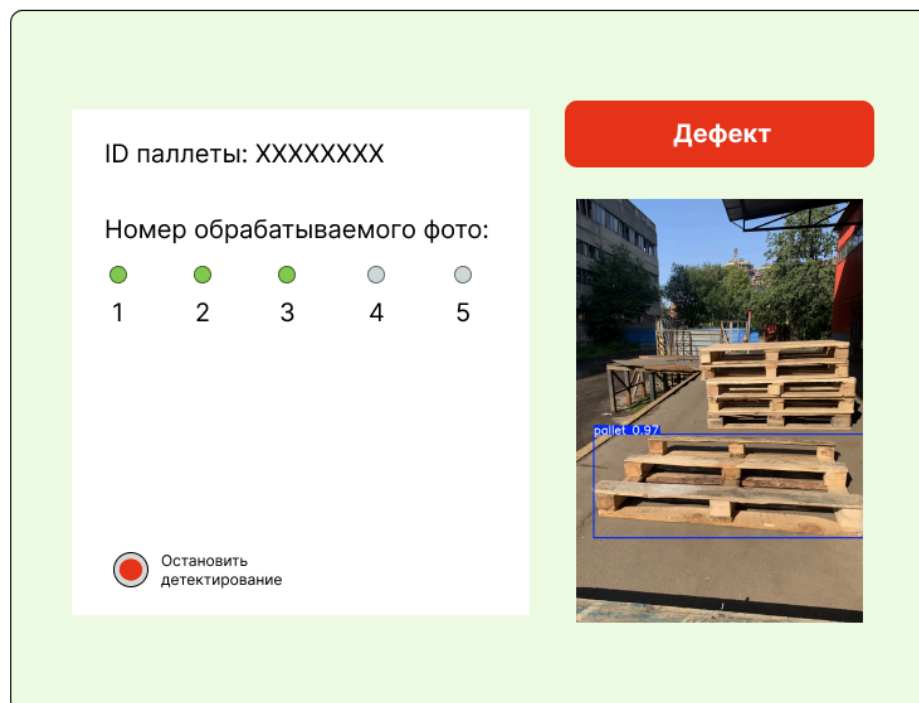 ID паллеты: XXXXXXXX
Номер обрабатываемого фото:
1 2 3 4 5
Остановить
детектирование
Дефект
pallet 0.97